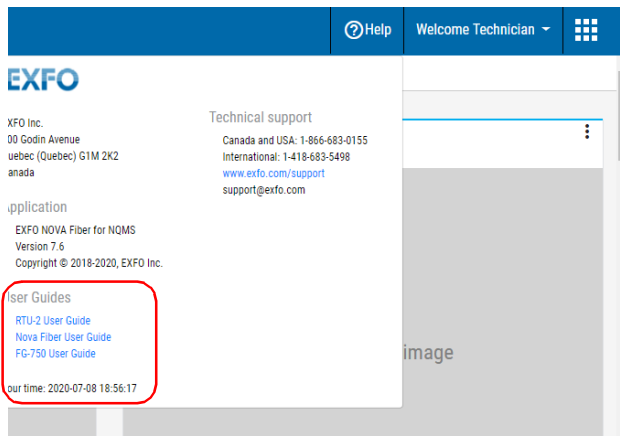 Help
Welcome Technician
EXFO
XFO Inc.
00 Godin Avenue
uebec (Quebec) G1M 2K2
anada
Technical support
Canada and USA: 1-866-683-0155
International: 1-418-683-5498
www.exfo.com/support
support@exfo.com
pplication
EXFO NOVA Fiber for NQMS
Version 7.6
Copyright © 2018-2020, EXFO Inc.
ser Guides
RTU-2 User Guide
Nova Fiber User Guide
FG-750 User Guide
our time: 2020-07-08 18:56:17
image